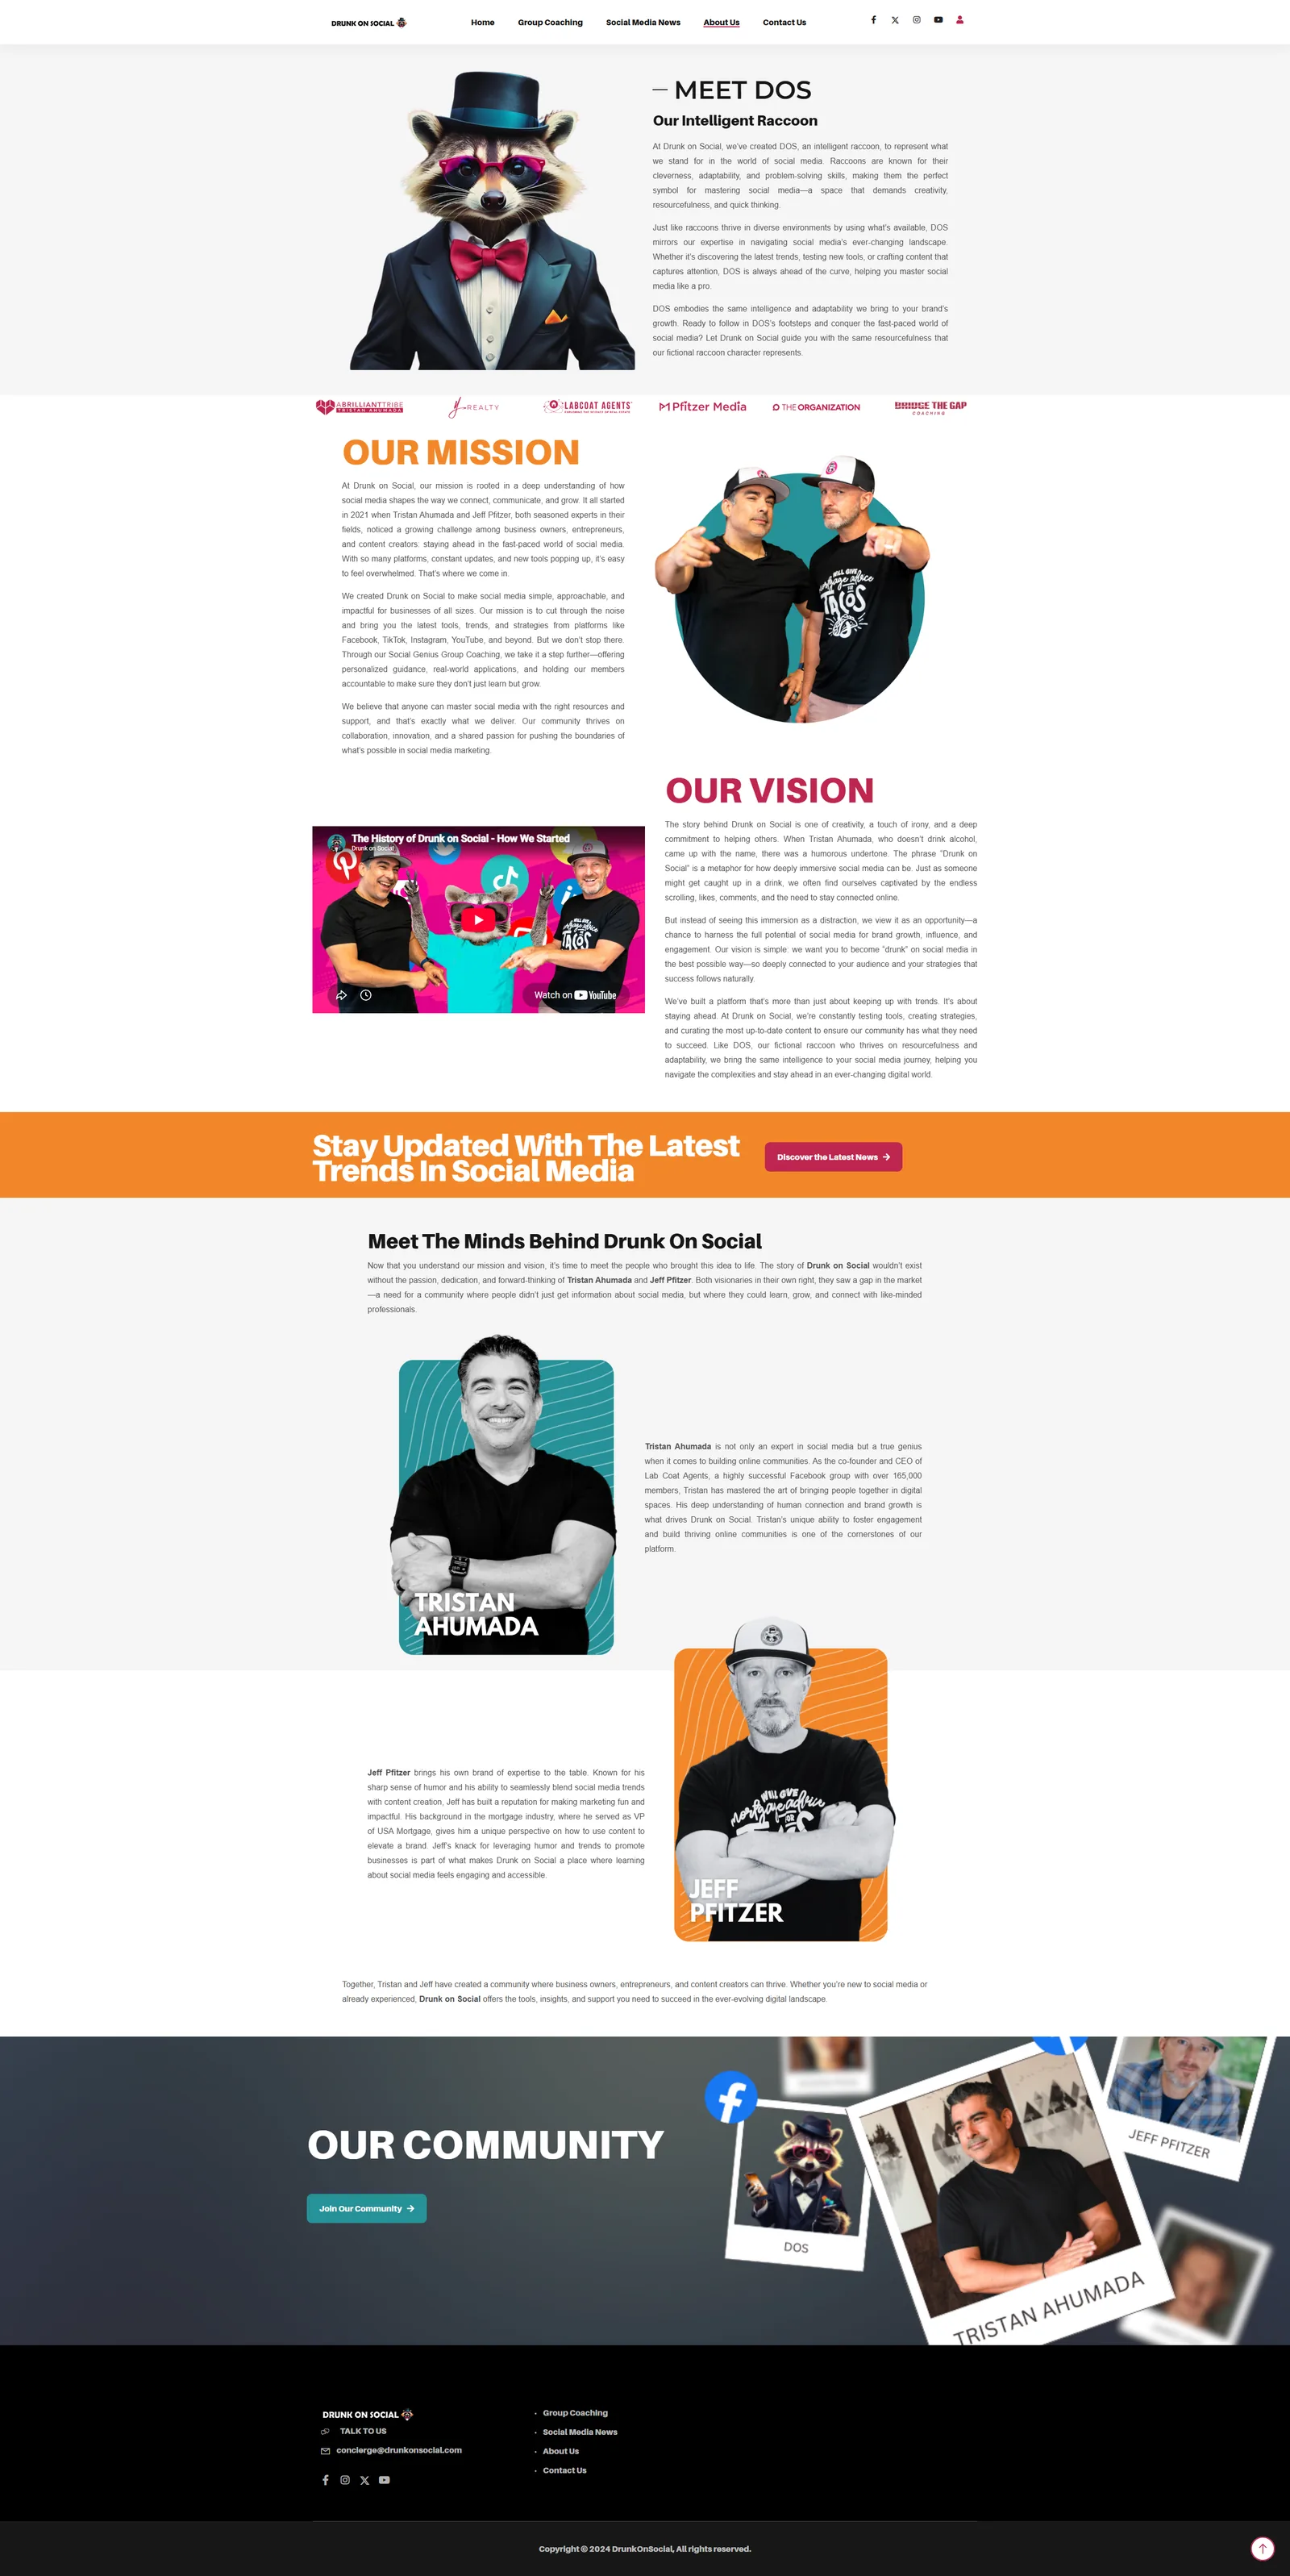 DRUNK ON SOCIAL
Home
Group Coaching
Social Media News
About Us
Contact Us
— MEET DOS
Our Intelligent Raccoon
At Drunk on Social, we've created DOS, an intelligent raccoon, to represent what
we stand for in the world of social media. Raccoons are known for their
cleverness, adaptability, and problem-solving skills, making them the perfect
symbol for mastering social media—a space that demands creativity,
resourcefulness, and quick thinking.
Just like raccoons thrive in diverse environments by using what's available, DOS
mirrors our expertise in navigating social media's ever-changing landscape.
Whether it's discovering the latest trends, testing new tools, or crafting content that
captures attention, DOS is always ahead of the curve, helping you master social
media like a pro.
DOS embodies the same intelligence and adaptability we bring to your brand's
growth. Ready to follow in DOS's footsteps and conquer the fast-paced world of
social media? Let Drunk on Social guide you with the same resourcefulness that
our fictional raccoon character represents.
ABRILLIANTTRIBE
TRISTAN AHUMADA
REALTY
LABCOAT AGENTS
Pfitzer Media
THE ORGANIZATION
BRIDGE THE GAP
COACHING
OUR MISSION
At Drunk on Social, our mission is rooted in a deep understanding of how
social media shapes the way we connect, communicate, and grow. It all started
in 2021 when Tristan Ahumada and Jeff Pfitzer, both seasoned experts in their
fields, noticed a growing challenge among business owners, entrepreneurs,
and content creators: staying ahead in the fast-paced world of social media.
With so many platforms, constant updates, and new tools popping up, it's easy
to feel overwhelmed. That's where we come in.
We created Drunk on Social to make social media simple, approachable, and
impactful for businesses of all sizes. Our mission is to cut through the noise
and bring you the latest tools, trends, and strategies from platforms like
Facebook, TikTok, Instagram, YouTube, and beyond. But we don't stop there.
Through our Social Genius Group Coaching, we take it a step further—offering
personalized guidance, real-world applications, and holding our members
accountable to make sure they don't just learn but grow.
We believe that anyone can master social media with the right resources and
support, and that's exactly what we deliver. Our community thrives on
collaboration, innovation, and a shared passion for pushing the boundaries of
what's possible in social media marketing.
WILL GIVE
mortgage advice
FOR
TACOS
OUR VISION
The story behind Drunk on Social is one of creativity, a touch of irony, and a deep
commitment to helping others. When Tristan Ahumada, who doesn't drink alcohol,
came up with the name, there was a humorous undertone. The phrase "Drunk on
Social" is a metaphor for how deeply immersive social media can be. Just as someone
might get caught up in a drink, we often find ourselves captivated by the endless
scrolling, likes, comments, and the need to stay connected online.
But instead of seeing this immersion as a distraction, we view it as an opportunity—a
chance to harness the full potential of social media for brand growth, influence, and
engagement. Our vision is simple: we want you to become "drunk" on social media in
the best possible way—so deeply connected to your audience and your strategies that
success follows naturally.
We've built a platform that's more than just about keeping up with trends. It's about
staying ahead. At Drunk on Social, we're constantly testing tools, creating strategies,
and curating the most up-to-date content to ensure our community has what they need
to succeed. Like DOS, our fictional raccoon who thrives on resourcefulness and
adaptability, we bring the same intelligence to your social media journey, helping you
navigate the complexities and stay ahead in an ever-changing digital world.
The History of Drunk on Social - How We Started
Drunk on Social
TACOS
Watch on YouTube
Stay Updated With The Latest
Trends In Social Media
Discover the Latest News
Meet The Minds Behind Drunk On Social
Now that you understand our mission and vision, it's time to meet the people who brought this idea to life. The story of Drunk on Social wouldn't exist
without the passion, dedication, and forward-thinking of Tristan Ahumada and Jeff Pfitzer. Both visionaries in their own right, they saw a gap in the market
—a need for a community where people didn't just get information about social media, but where they could learn, grow, and connect with like-minded
professionals.
TRISTAN
AHUMADA
Tristan Ahumada is not only an expert in social media but a true genius
when it comes to building online communities. As the co-founder and CEO of
Lab Coat Agents, a highly successful Facebook group with over 165,000
members, Tristan has mastered the art of bringing people together in digital
spaces. His deep understanding of human connection and brand growth is
what drives Drunk on Social. Tristan's unique ability to foster engagement
and build thriving online communities is one of the cornerstones of our
platform.
Jeff Pfitzer brings his own brand of expertise to the table. Known for his
sharp sense of humor and his ability to seamlessly blend social media trends
with content creation, Jeff has built a reputation for making marketing fun and
impactful. His background in the mortgage industry, where he served as VP
of USA Mortgage, gives him a unique perspective on how to use content to
elevate a brand. Jeff's knack for leveraging humor and trends to promote
businesses is part of what makes Drunk on Social a place where learning
about social media feels engaging and accessible.
WILL GIVE
mortgage advice
FOR
JEFF
PFITZER
Together, Tristan and Jeff have created a community where business owners, entrepreneurs, and content creators can thrive. Whether you're new to social media or
already experienced, Drunk on Social offers the tools, insights, and support you need to succeed in the ever-evolving digital landscape.
OUR COMMUNITY
Join Our Community
DOS
TRISTAN AHUMADA
JEFF PFITZER
DRUNK ON SOCIAL
TALK TO US
concierge@drunkonsocial.com
Group Coaching
Social Media News
About Us
Contact Us
Copyright © 2024 DrunkOnSocial, All rights reserved.